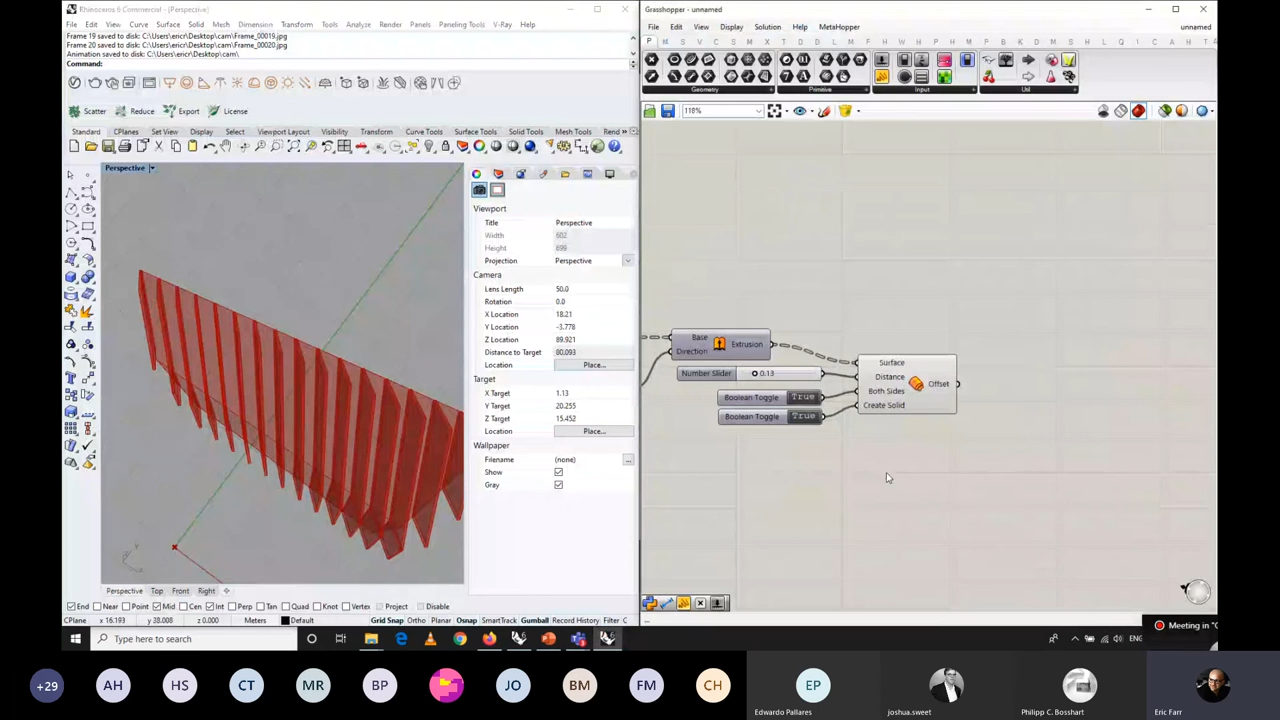 Rhinoceros 6 Commercial - [Perspective]
File Edit View Curve Surface Solid Mesh Dimension Transform Tools Analyze Render Panels Paneling Tools V-Ray Help
Frame 19 saved to disk: C:\Users\eric\Desktop\cam\Frame_00019.jpg
Frame 20 saved to disk: C:\Users\eric\Desktop\cam\Frame_00020.jpg
Animation saved to disk: C:\Users\eric\Desktop\cam\
Command:
Scatter Reduce Export License
Standard CPlanes Set View Display Select Viewport Layout Visibility Transform Curve Tools Surface Tools Solid Tools Mesh Tools Rend
Perspective
Viewport
Title Perspective
Width 602
Height 699
Projection Perspective
Camera
Lens Length 50.0
Rotation 0.0
X Location 18.21
Y Location -3.778
Z Location 89.921
Distance to Target 80.093
Location Place...
Target
X Target 1.13
Y Target 20.255
Z Target 15.452
Location Place...
Wallpaper
Filename (none) ...
Show
Gray
Perspective Top Front Right
End Near Point Mid Cen Int Perp Tan Quad Knot Vertex Project Disable
CPlane x 16.193 y 38.008 z 0.000 Meters Default Grid Snap Ortho Planar Osnap SmartTrack Gumball Record History Filter C
Grasshopper - unnamed
File Edit View Display Solution Help MetaHopper unnamed
Geometry Primitive Input Util
118%
Base
Direction
Extrusion
Number Slider 0.13
Boolean Toggle True
Boolean Toggle True
Surface
Distance
Both Sides
Create Solid
Offset
Type here to search
ENG
Meeting in "G
+29 AH HS CT MR BP JO BM FM CH EP
Edwardo Pallares joshua.sweet Philipp C. Bosshart Eric Farr